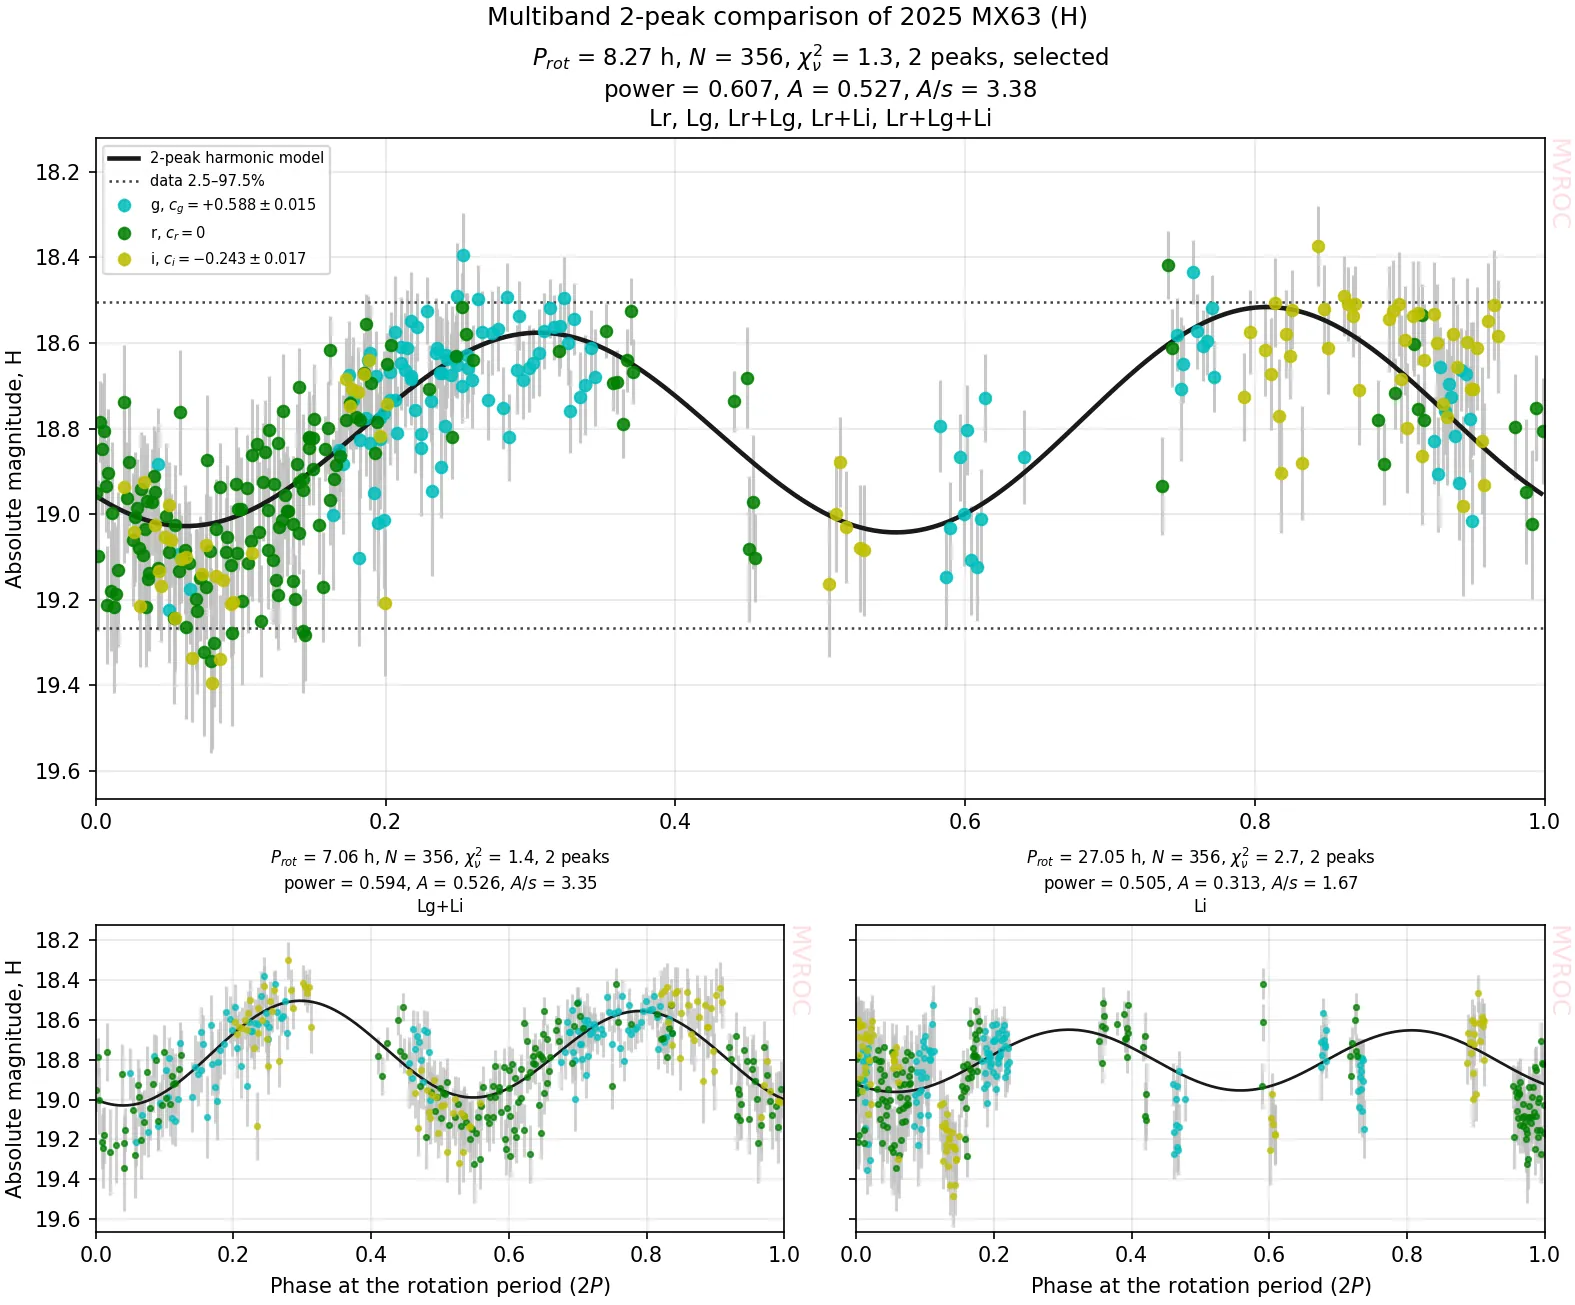 Multiband 2-peak comparison of 2025 MX63 (H)
P_rot = 8.27 h, N = 356, χ²_ν = 1.3, 2 peaks, selected
power = 0.607, A = 0.527, A/s = 3.38
Lr, Lg, Lr+Lg, Lr+Li, Lr+Lg+Li
2-peak harmonic model
data 2.5–97.5%
g, c_g = +0.588 ± 0.015
r, c_r = 0
i, c_i = −0.243 ± 0.017
MVROC
Absolute magnitude, H
18.2
18.4
18.6
18.8
19.0
19.2
19.4
19.6
0.0 0.2 0.4 0.6 0.8 1.0
P_rot = 7.06 h, N = 356, χ²_ν = 1.4, 2 peaks
power = 0.594, A = 0.526, A/s = 3.35
Lg+Li
MVROC
Absolute magnitude, H
18.2
18.4
18.6
18.8
19.0
19.2
19.4
19.6
0.0 0.2 0.4 0.6 0.8 1.0
Phase at the rotation period (2P)
P_rot = 27.05 h, N = 356, χ²_ν = 2.7, 2 peaks
power = 0.505, A = 0.313, A/s = 1.67
Li
MVROC
0.0 0.2 0.4 0.6 0.8 1.0
Phase at the rotation period (2P)